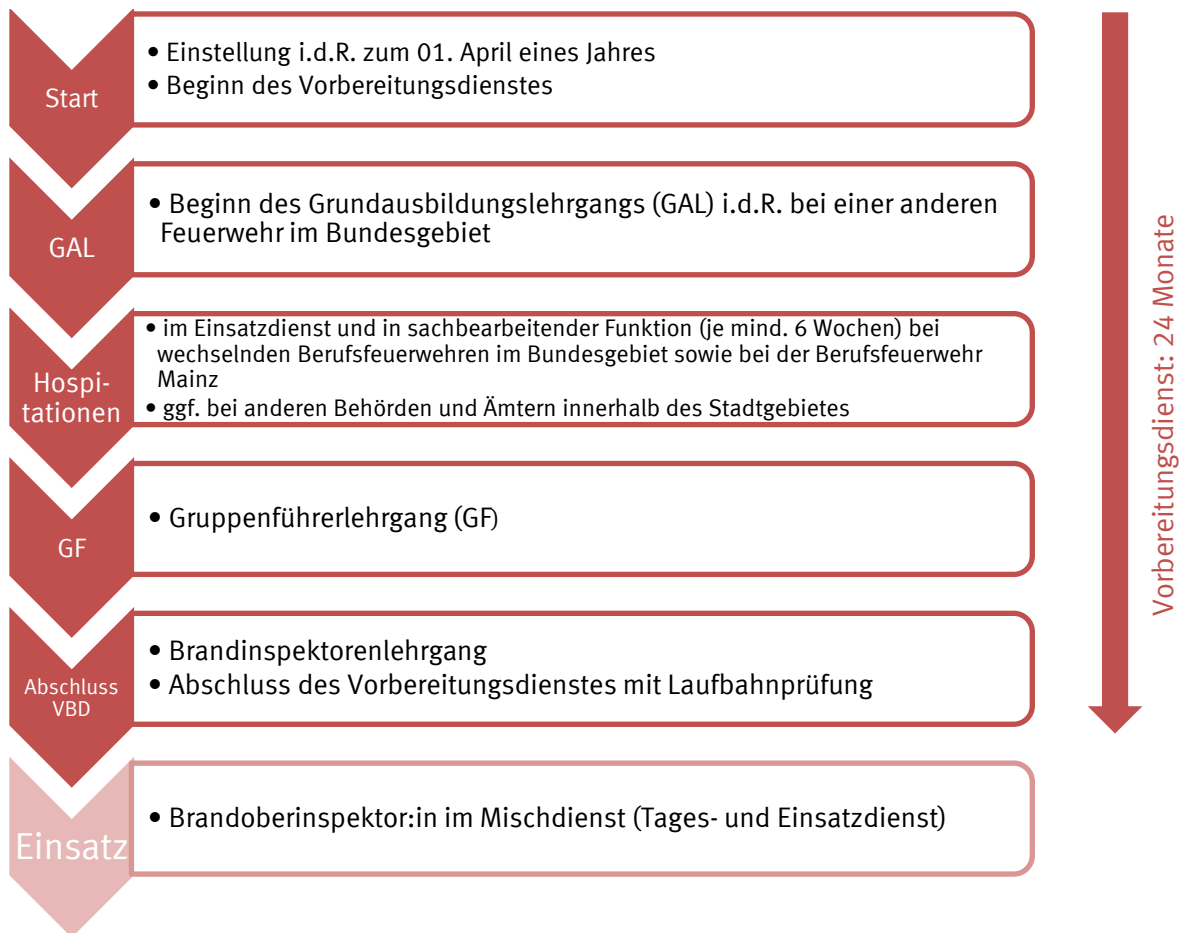 Start
• Einstellung i.d.R. zum 01. April eines Jahres
• Beginn des Vorbereitungsdienstes
GAL
• Beginn des Grundausbildungslehrgangs (GAL) i.d.R. bei einer anderen
Feuerwehr im Bundesgebiet
Hospi-
tationen
• im Einsatzdienst und in sachbearbeitender Funktion (je mind. 6 Wochen) bei
wechselnden Berufsfeuerwehren im Bundesgebiet sowie bei der Berufsfeuerwehr
Mainz
• ggf. bei anderen Behörden und Ämtern innerhalb des Stadtgebietes
GF
• Gruppenführerlehrgang (GF)
Abschluss
VBD
• Brandinspektorenlehrgang
• Abschluss des Vorbereitungsdienstes mit Laufbahnprüfung
Einsatz
• Brandoberinspektor:in im Mischdienst (Tages- und Einsatzdienst)
Vorbereitungsdienst: 24 Monate